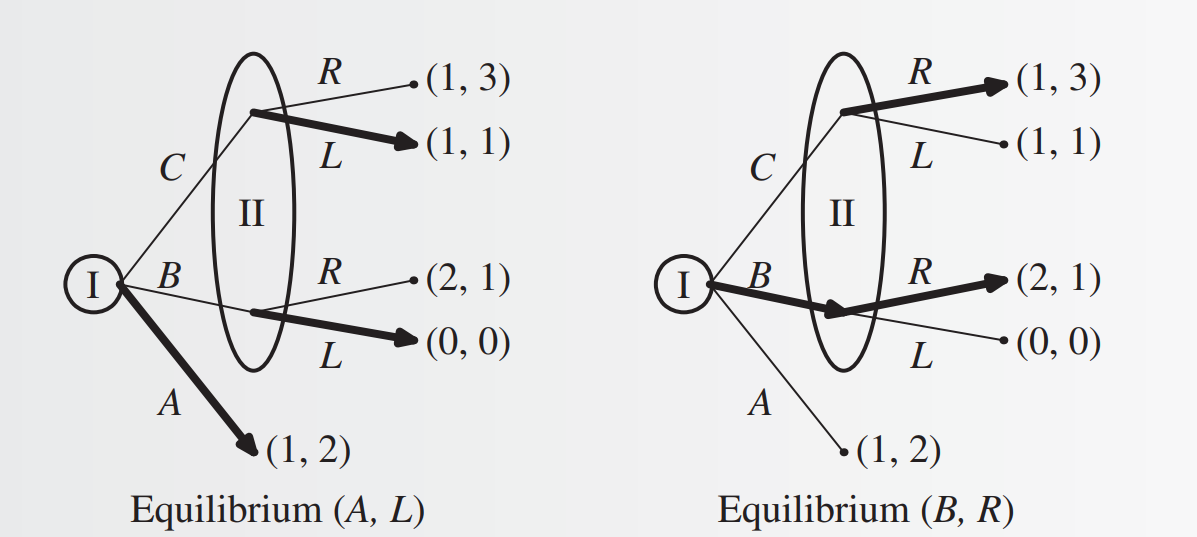 R (1, 3) R (1, 3)
(1, 1) (1, 1)
C L C L
II II
I B R (2, 1) I B R (2, 1)
(0, 0) (0, 0)
L L
A A
(1, 2) (1, 2)
Equilibrium (A, L) Equilibrium (B, R)